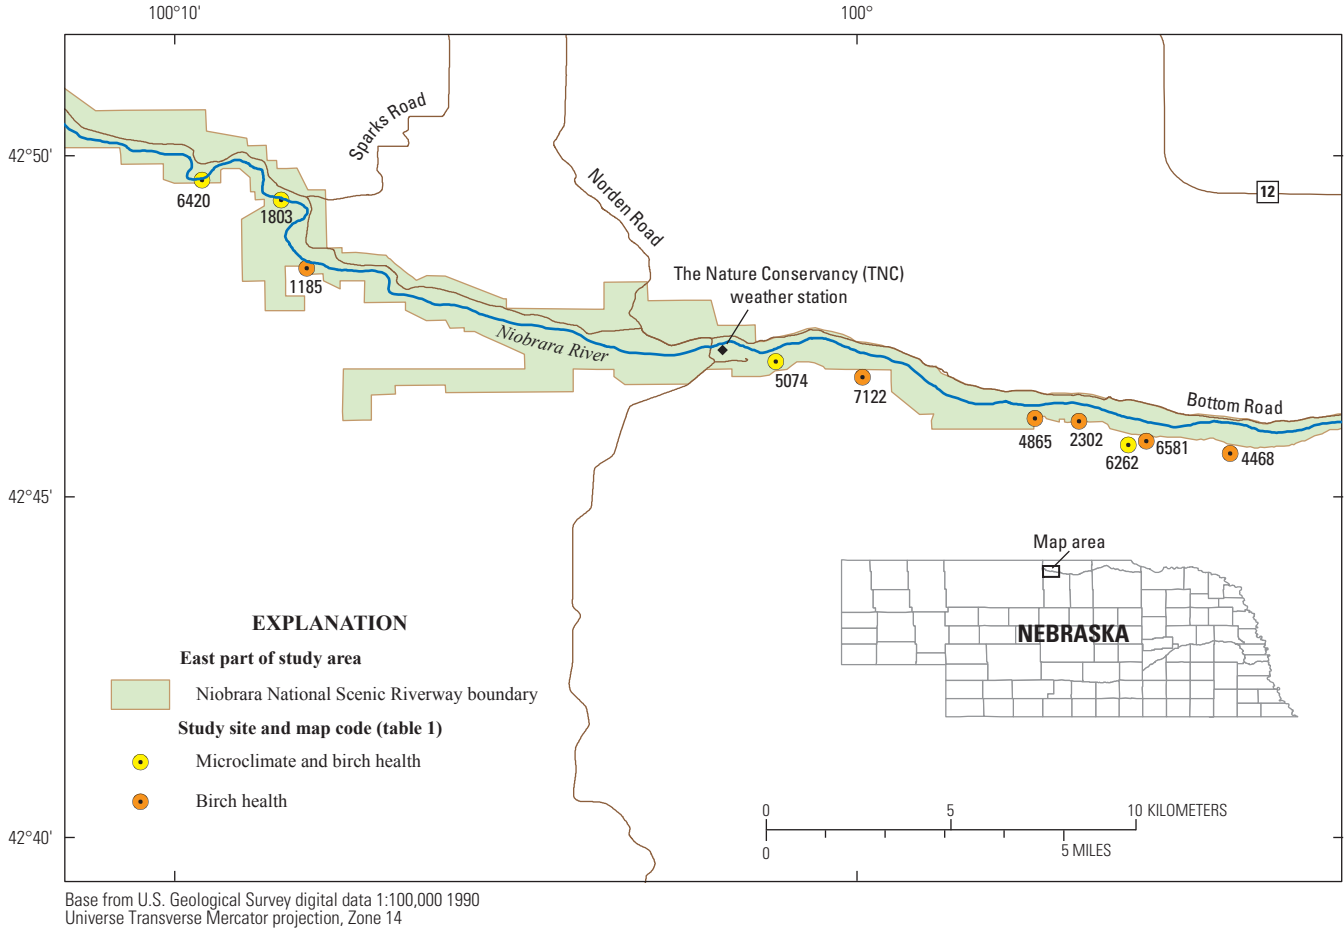 100°10'
100°
42°50'
Sparks Road
Norden Road
12
6420
1803
1185
The Nature Conservancy (TNC)
weather station
Niobrara River
5074
7122
Bottom Road
4865
2302
6262
6581
4468
42°45'
Map area
NEBRASKA
EXPLANATION
East part of study area
Niobrara National Scenic Riverway boundary
Study site and map code (table 1)
Microclimate and birch health
Birch health
0
5
10 KILOMETERS
0
5 MILES
42°40'
Base from U.S. Geological Survey digital data 1:100,000 1990
Universe Transverse Mercator projection, Zone 14